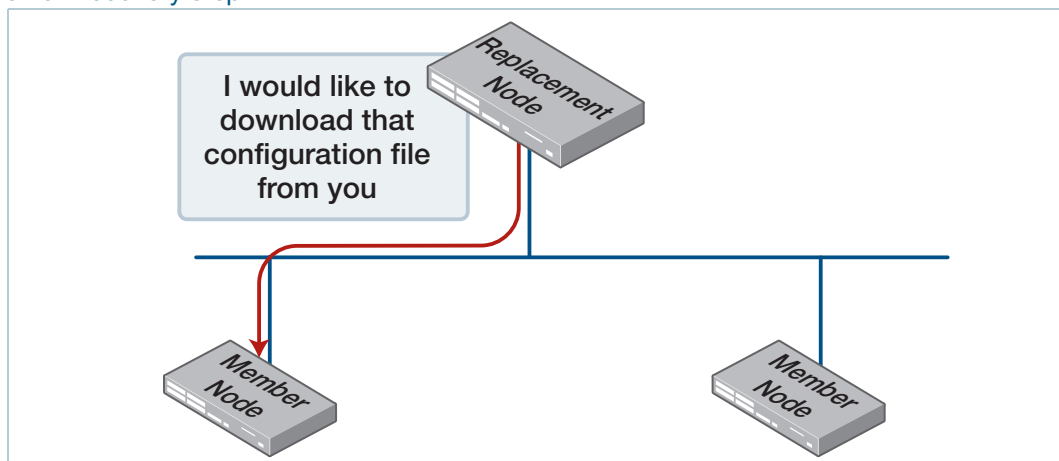 I would like to
download that
configuration file
from you
Replacement
Node
Member
Node
Member
Node